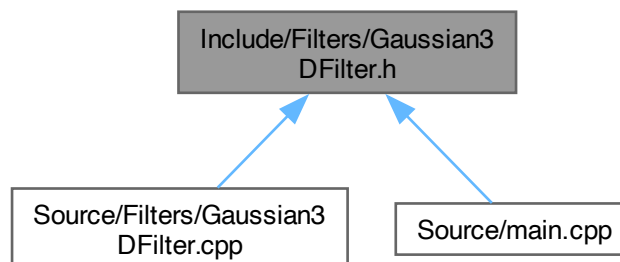 Include/Filters/Gaussian3
DFilter.h
Source/Filters/Gaussian3
DFilter.cpp
Source/main.cpp